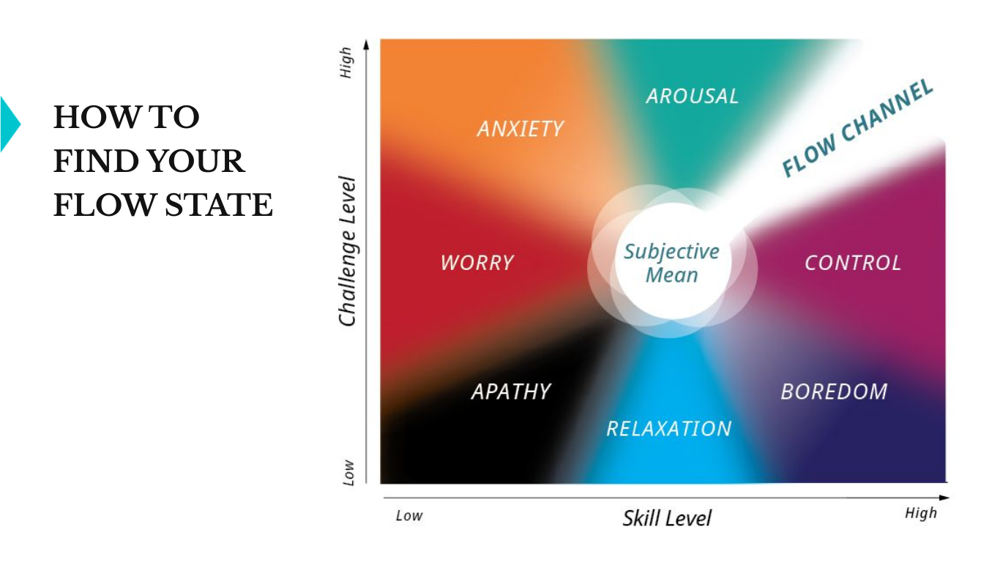 HOW TO
FIND YOUR
FLOW STATE
High
Challenge Level
Low
AROUSAL
ANXIETY
FLOW CHANNEL
WORRY
Subjective
Mean
CONTROL
APATHY
BOREDOM
RELAXATION
Low
Skill Level
High